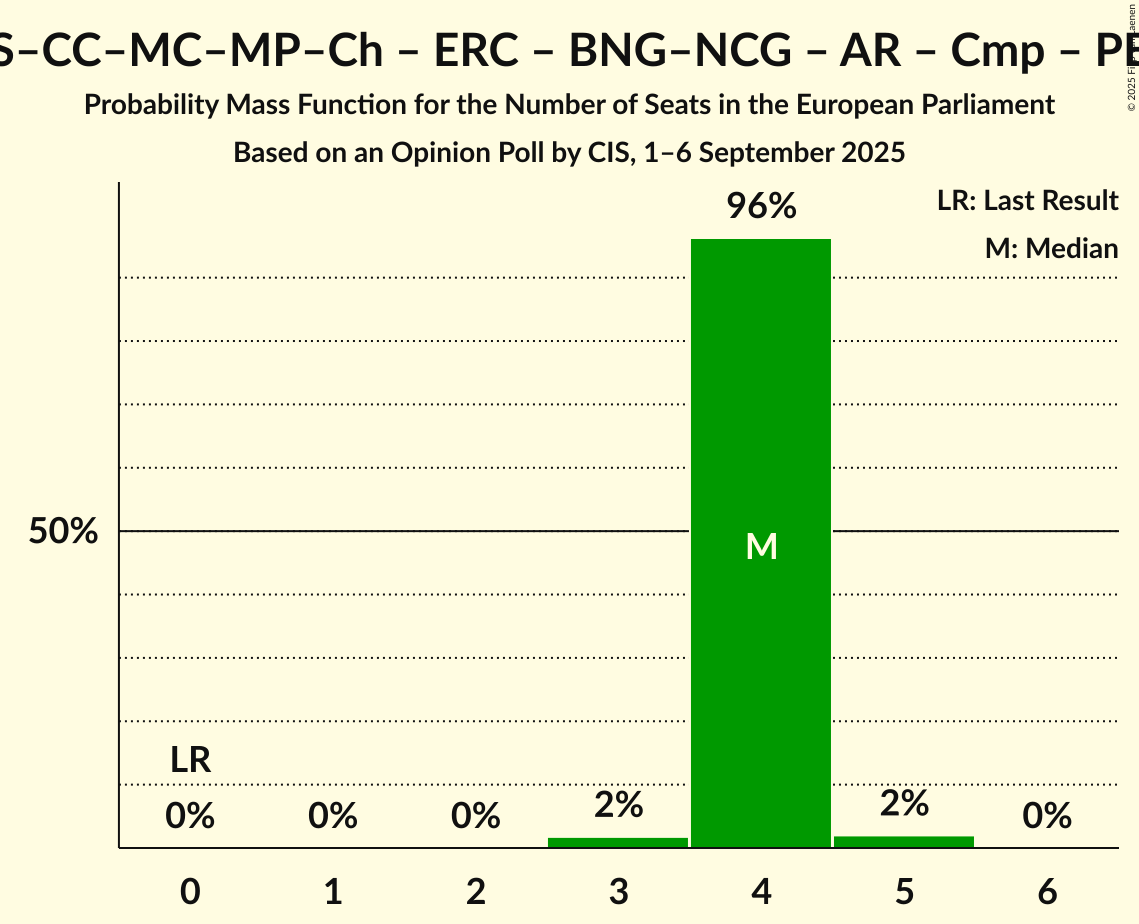 S–CC–MC–MP–Ch – ERC – BNG–NCG – AR – Cmp –
Probability Mass Function for the Number of Seats in the European Parliament
Based on an Opinion Poll by CIS, 1–6 September 2025
LR: Last Result
M: Median
96%
50%
M
LR
0% 0% 0% 2% 2% 0%
0 1 2 3 4 5 6
© 2025